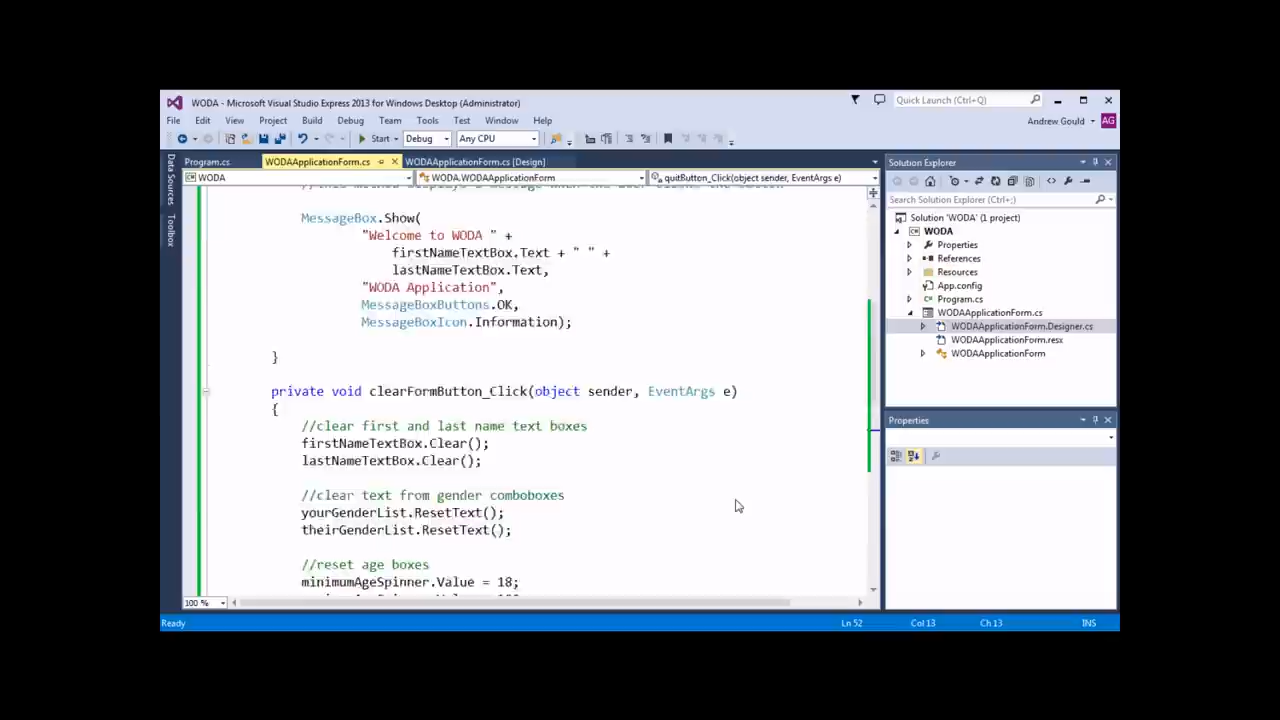 WODA - Microsoft Visual Studio Express 2013 for Windows Desktop (Administrator)
Quick Launch (Ctrl+Q)
File Edit View Project Build Debug Team Tools Test Window Help
Andrew Gould AG
Start Debug Any CPU
Program.cs WODAApplicationForm.cs WODAApplicationForm.cs [Design]
WODA WODA.WODAApplicationForm quitButton_Click(object sender, EventArgs e)
Data Sources
Toolbox
MessageBox.Show(
"Welcome to WODA " +
firstNameTextBox.Text + " " +
lastNameTextBox.Text,
"WODA Application",
MessageBoxButtons.OK,
MessageBoxIcon.Information);
}
private void clearFormButton_Click(object sender, EventArgs e)
{
//clear first and last name text boxes
firstNameTextBox.Clear();
lastNameTextBox.Clear();
//clear text from gender comboboxes
yourGenderList.ResetText();
theirGenderList.ResetText();
//reset age boxes
minimumAgeSpinner.Value = 18;
100 %
Solution Explorer
Search Solution Explorer (Ctrl+;)
Solution 'WODA' (1 project)
WODA
Properties
References
Resources
App.config
Program.cs
WODAApplicationForm.cs
WODAApplicationForm.Designer.cs
WODAApplicationForm.resx
WODAApplicationForm
Properties
Ready Ln 52 Col 13 Ch 13 INS